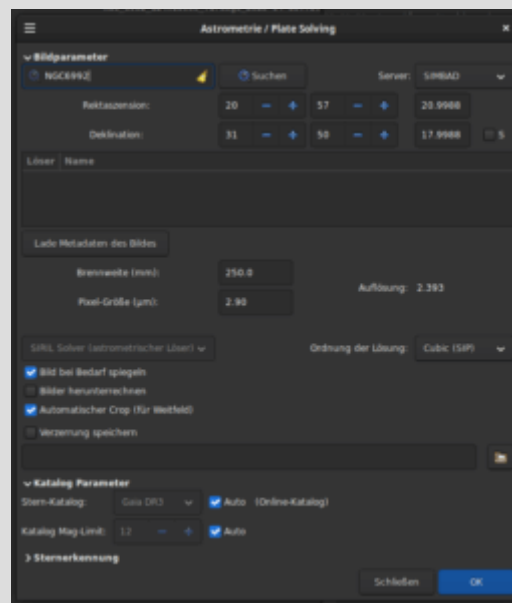 Astrometrie / Plate Solving
Bildparameter
NGC6992 Suchen Server: SIMBAD
Rektaszension: 20 57 20.9988
Deklination: 31 50 17.9988 S
Löser Name
Lade Metadaten des Bildes
Brennweite (mm): 250.0
Auflösung: 2.393
Pixel-Größe (µm): 2.90
SIRIL Solver (astrometrischer Löser) Ordnung der Lösung: Cubic (SIP)
Bild bei Bedarf spiegeln
Bilder herunterrechnen
Automatischer Crop (für Weitfeld)
Verzerrung speichern
Katalog Parameter
Stern-Katalog: Gaia DR3 Auto (Online-Katalog)
Katalog Mag-Limit: 12 Auto
Sternerkennung
Schließen OK